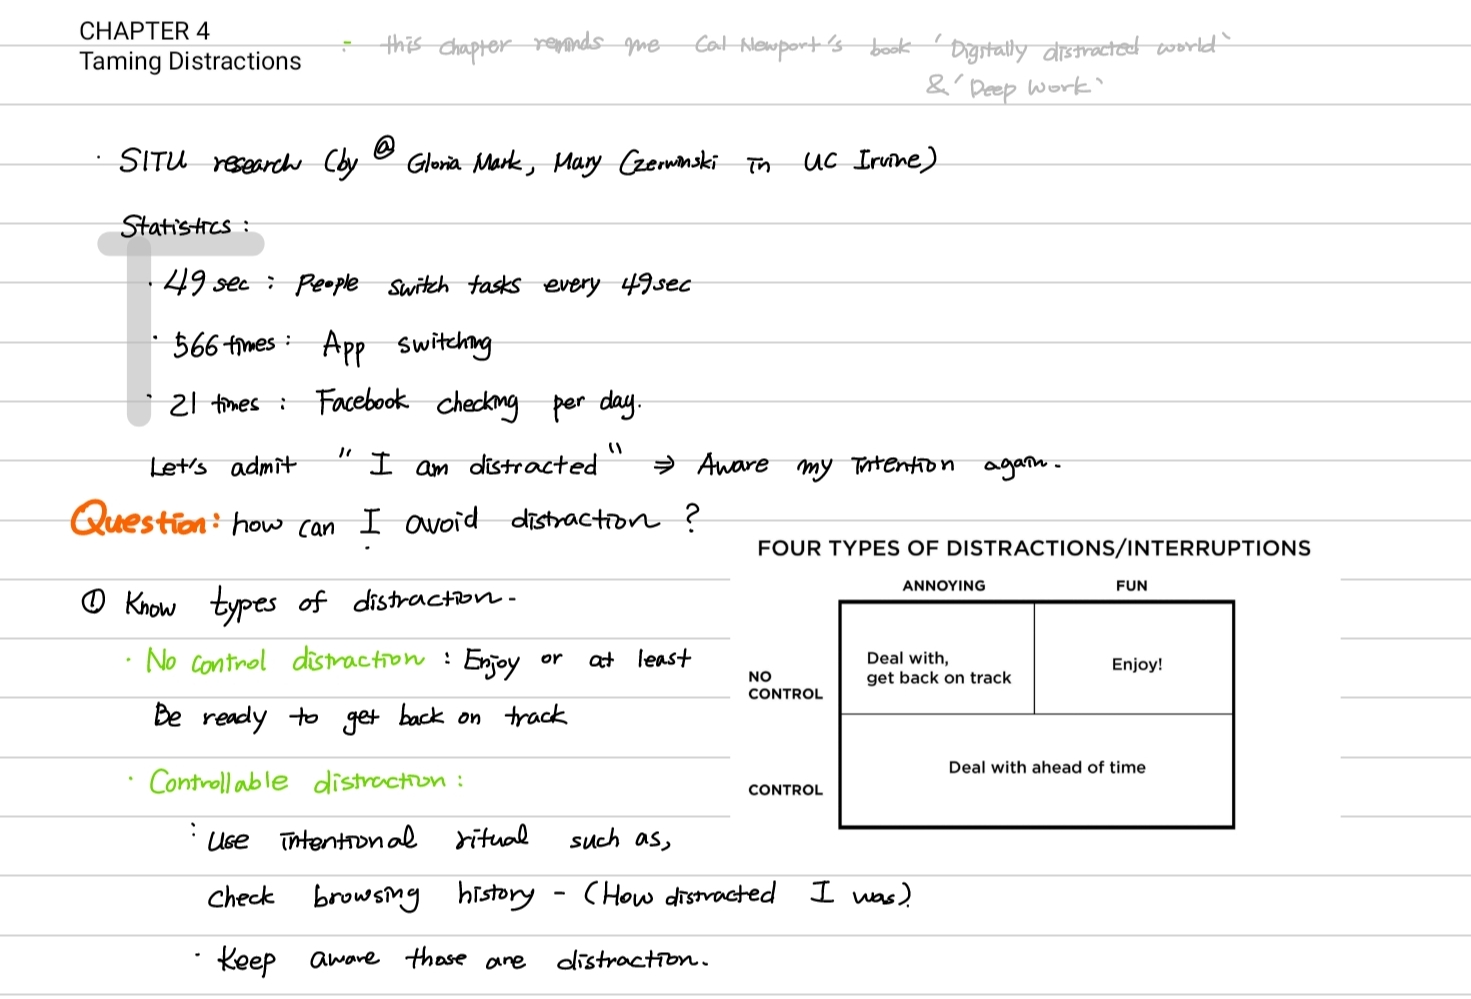 CHAPTER 4
Taming Distractions
: this chapter reminds me Cal Newport's book 'Digitally distracted world'
& 'Deep Work'
· SITU research (by @ Gloria Mark, Mary Czerwinski in UC Irvine)
Statistics :
· 49 sec : People switch tasks every 49sec
· 566 times : App switching
· 21 times : Facebook checking per day.
Let's admit " I am distracted " ⇒ Aware my intention again.
Question: how can I avoid distraction ?
① Know types of distraction.
· No control distraction : Enjoy or at least
Be ready to get back on track
· Controllable distraction :
: Use intentional ritual such as,
check browsing history - (How distracted I was)
· Keep aware those are distraction.
FOUR TYPES OF DISTRACTIONS/INTERRUPTIONS
ANNOYING FUN
NO CONTROL
Deal with,
get back on track
Enjoy!
CONTROL
Deal with ahead of time